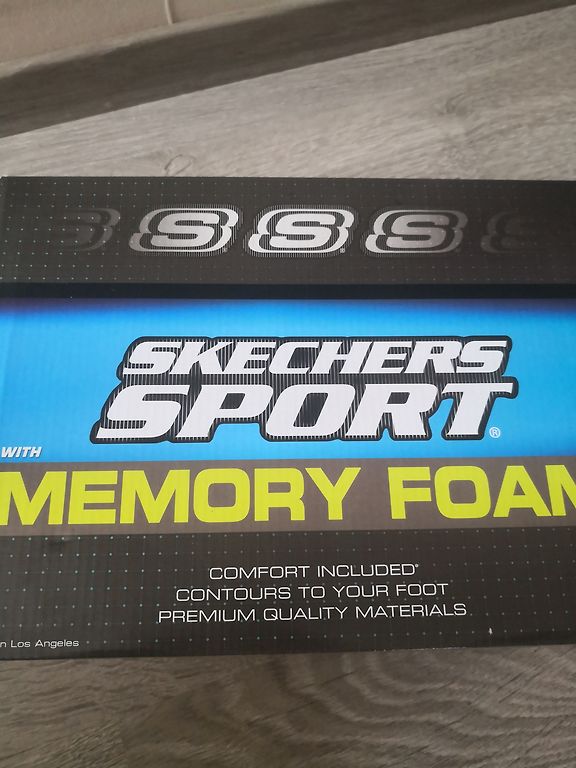 S S S S S
SKECHERS
SPORT®
WITH
MEMORY FOAM
COMFORT INCLUDED*
CONTOURS TO YOUR FOOT
PREMIUM QUALITY MATERIALS
n Los Angeles